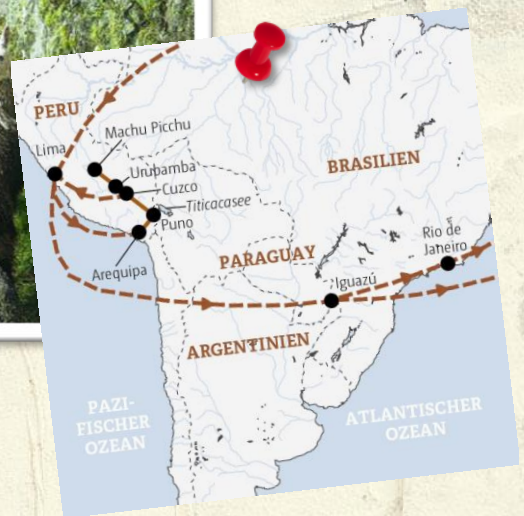 PERU
Machu Picchu
Lima
Urubamba
Cuzco
Titicacasee
Puno
Arequipa
BRASILIEN
PARAGUAY
Rio de
Janeiro
Iguazú
ARGENTINIEN
PAZI-
FISCHER
OZEAN
ATLANTISCHER
OZEAN